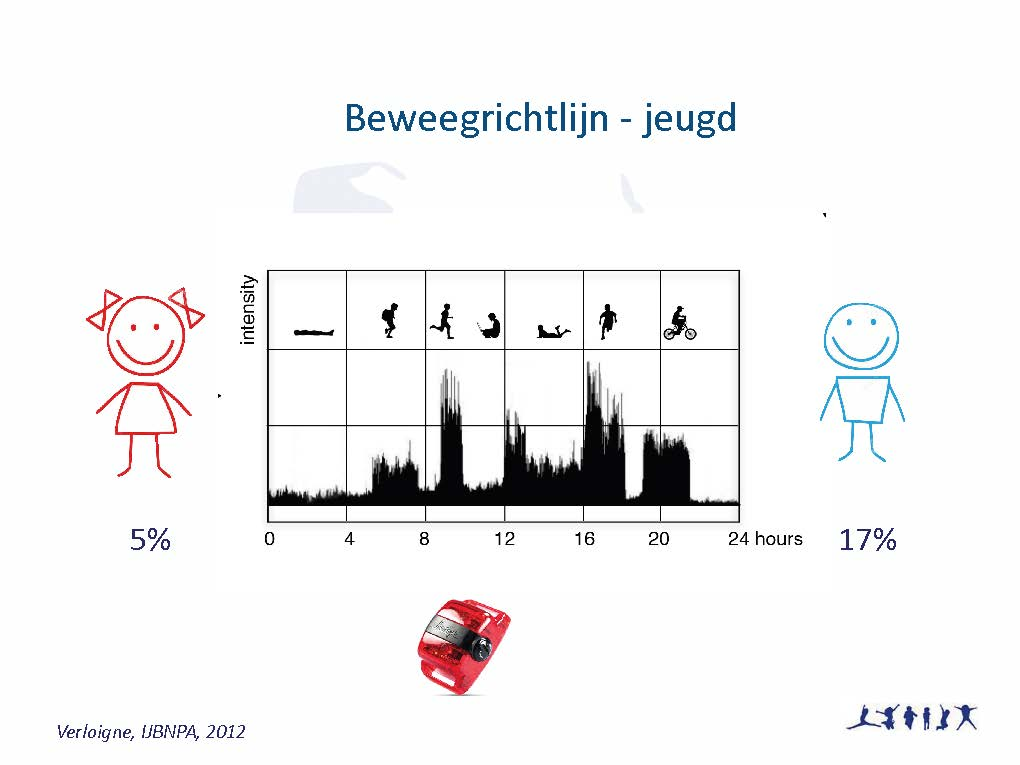 Beweegrichtlijn - jeugd
intensity
0 4 8 12 16 20 24 hours
5%
17%
Verloigne, IJBNPA, 2012